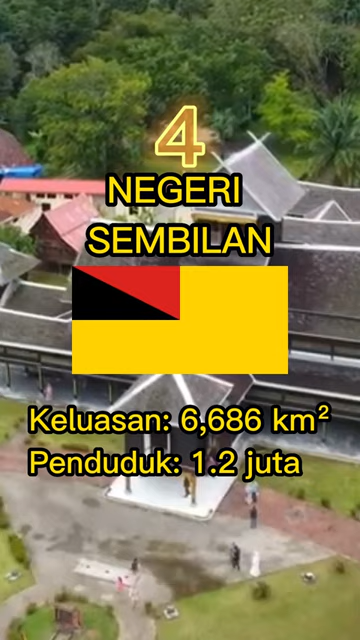 4
NEGERI
SEMBILAN
Keluasan: 6,686 km²
Penduduk: 1.2 juta